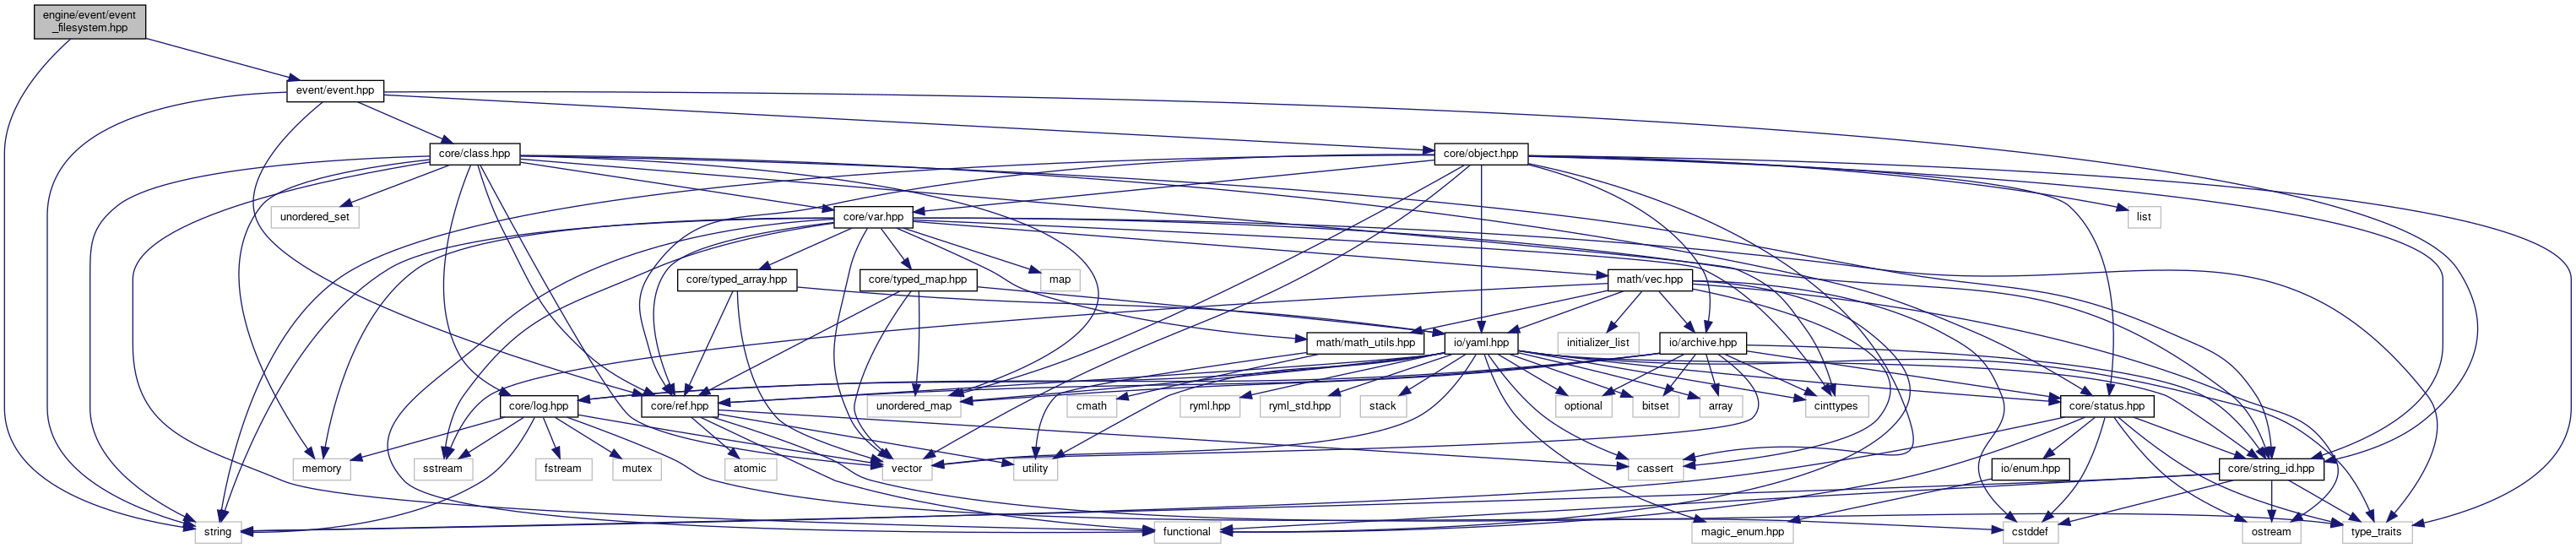 engine/event/event
_filesystem.hpp
event/event.hpp
core/class.hpp
core/object.hpp
unordered_set
core/var.hpp
list
core/typed_array.hpp
core/typed_map.hpp
map
math/vec.hpp
math/math_utils.hpp
io/yaml.hpp
initializer_list
io/archive.hpp
core/log.hpp
core/ref.hpp
unordered_map
cmath
ryml.hpp
ryml_std.hpp
stack
optional
bitset
array
cinttypes
core/status.hpp
memory
sstream
fstream
mutex
atomic
vector
utility
cassert
io/enum.hpp
core/string_id.hpp
string
functional
magic_enum.hpp
cstddef
ostream
type_traits